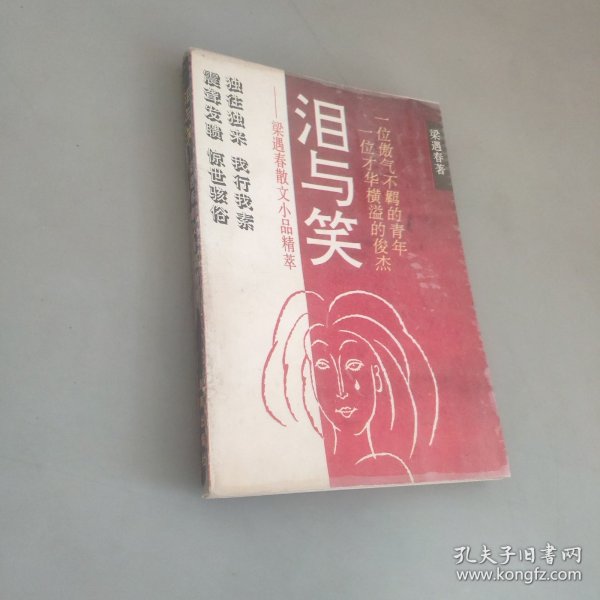 梁遇春著
一位傲气不羁的青年
一位才华横溢的俊杰
泪与笑
——梁遇春散文小品精萃
独往独来 我行我素
震聋发聩 惊世骇俗
孔夫子旧书网
www.kongfz.com